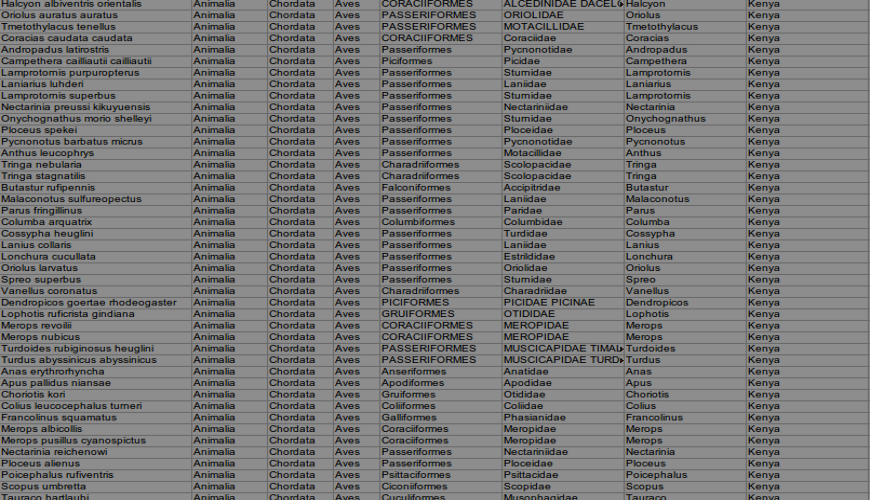 Halcyon albiventris orientalis Animalia Chordata Aves CORACIIFORMES ALCEDINIDAE DACEL Halcyon Kenya
Oriolus auratus auratus Animalia Chordata Aves PASSERIFORMES ORIOLIDAE Oriolus Kenya
Tmetothylacus tenellus Animalia Chordata Aves PASSERIFORMES MOTACILLIDAE Tmetothylacus Kenya
Coracias caudata caudata Animalia Chordata Aves CORACIIFORMES Coraciidae Coracias Kenya
Andropadus latirostris Animalia Chordata Aves Passeriformes Pycnonotidae Andropadus Kenya
Campethera cailliautii cailliautii Animalia Chordata Aves Piciformes Picidae Campethera Kenya
Lamprotornis purpuropterus Animalia Chordata Aves Passeriformes Sturnidae Lamprotornis Kenya
Laniarius luhderi Animalia Chordata Aves Passeriformes Laniidae Laniarius Kenya
Lamprotornis superbus Animalia Chordata Aves Passeriformes Sturnidae Lamprotornis Kenya
Nectarinia preussi kikuyuensis Animalia Chordata Aves Passeriformes Nectariniidae Nectarinia Kenya
Onychognathus morio shelleyi Animalia Chordata Aves Passeriformes Sturnidae Onychognathus Kenya
Ploceus spekei Animalia Chordata Aves Passeriformes Ploceidae Ploceus Kenya
Pycnonotus barbatus micrus Animalia Chordata Aves Passeriformes Pycnonotidae Pycnonotus Kenya
Anthus leucophrys Animalia Chordata Aves Passeriformes Motacillidae Anthus Kenya
Tringa nebularia Animalia Chordata Aves Charadriiformes Scolopacidae Tringa Kenya
Tringa stagnatilis Animalia Chordata Aves Charadriiformes Scolopacidae Tringa Kenya
Butastur rufipennis Animalia Chordata Aves Falconiformes Accipitridae Butastur Kenya
Malaconotus sulfureopectus Animalia Chordata Aves Passeriformes Laniidae Malaconotus Kenya
Parus fringillinus Animalia Chordata Aves Passeriformes Paridae Parus Kenya
Columba arquatrix Animalia Chordata Aves Columbiformes Columbidae Columba Kenya
Cossypha heuglini Animalia Chordata Aves Passeriformes Turdidae Cossypha Kenya
Lanius collaris Animalia Chordata Aves Passeriformes Laniidae Lanius Kenya
Lonchura cucullata Animalia Chordata Aves Passeriformes Estrildidae Lonchura Kenya
Oriolus larvatus Animalia Chordata Aves Passeriformes Oriolidae Oriolus Kenya
Spreo superbus Animalia Chordata Aves Passeriformes Sturnidae Spreo Kenya
Vanellus coronatus Animalia Chordata Aves Charadriiformes Charadriidae Vanellus Kenya
Dendropicos goertae rhodeogaster Animalia Chordata Aves PICIFORMES PICIDAE PICINAE Dendropicos Kenya
Lophotis ruficrista gindiana Animalia Chordata Aves GRUIFORMES OTIDIDAE Lophotis Kenya
Merops revoilii Animalia Chordata Aves CORACIIFORMES MEROPIDAE Merops Kenya
Merops nubicus Animalia Chordata Aves CORACIIFORMES MEROPIDAE Merops Kenya
Turdoides rubiginosus heuglini Animalia Chordata Aves PASSERIFORMES MUSCICAPIDAE TIMAL Turdoides Kenya
Turdus abyssinicus abyssinicus Animalia Chordata Aves PASSERIFORMES MUSCICAPIDAE TURD Turdus Kenya
Anas erythrorhyncha Animalia Chordata Aves Anseriformes Anatidae Anas Kenya
Apus pallidus niansae Animalia Chordata Aves Apodiformes Apodidae Apus Kenya
Choriotis kori Animalia Chordata Aves Gruiformes Otididae Choriotis Kenya
Colius leucocephalus turneri Animalia Chordata Aves Coliiformes Coliidae Colius Kenya
Francolinus squamatus Animalia Chordata Aves Galliformes Phasianidae Francolinus Kenya
Merops albicollis Animalia Chordata Aves Coraciiformes Meropidae Merops Kenya
Merops pusillus cyanospictus Animalia Chordata Aves Coraciiformes Meropidae Merops Kenya
Nectarinia reichenowi Animalia Chordata Aves Passeriformes Nectariniidae Nectarinia Kenya
Ploceus alienus Animalia Chordata Aves Passeriformes Ploceidae Ploceus Kenya
Poicephalus rufiventris Animalia Chordata Aves Psittaciformes Psittacidae Poicephalus Kenya
Scopus umbretta Animalia Chordata Aves Ciconiiformes Scopidae Scopus Kenya
Tauraco hartlaubi Animalia Chordata Aves Cuculiformes Musophagidae Tauraco Kenya